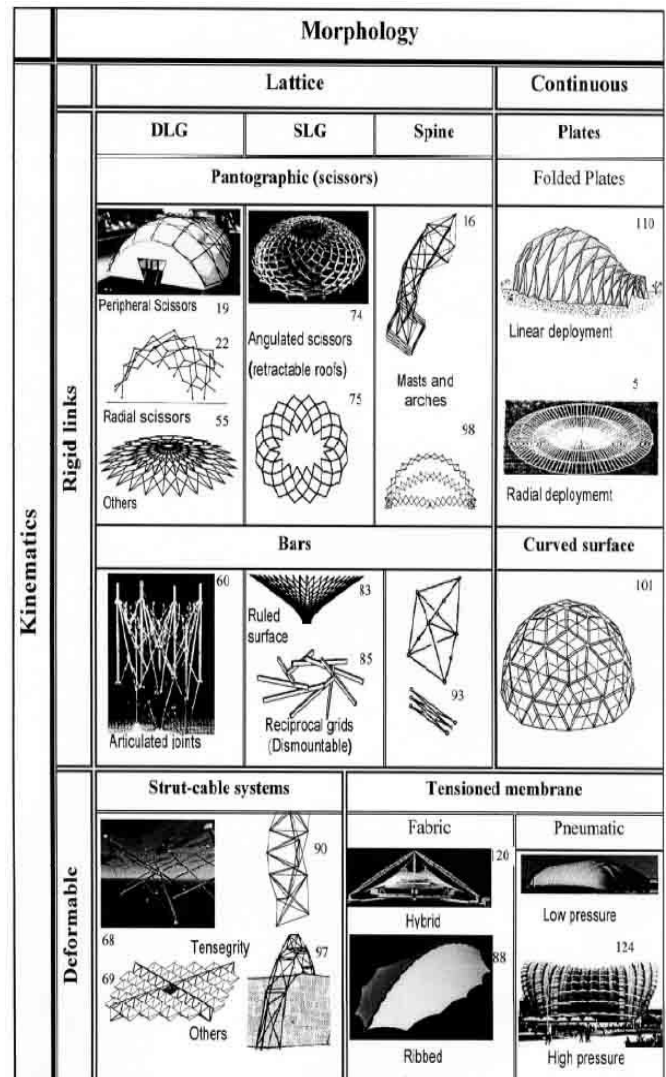 Morphology
Kinematics
Lattice
Continuous
Rigid links
DLG
SLG
Spine
Plates
Pantographic (scissors)
Folded Plates
Peripheral Scissors 19
22
Radial scissors 55
Others
74
Angulated scissors
(retractable roofs)
75
16
Masts and
arches
98
110
Linear deployment
5
Radial deploymemt
Bars
Curved surface
60
Articulated joints
83
Ruled
surface
85
Reciprocal grids
(Dismountable)
93
101
Deformable
Strut-cable systems
Tensioned membrane
Fabric
Pneumatic
90
68
Tensegrity
97
69
Others
120
Hybrid
88
Ribbed
Low pressure
124
High pressure